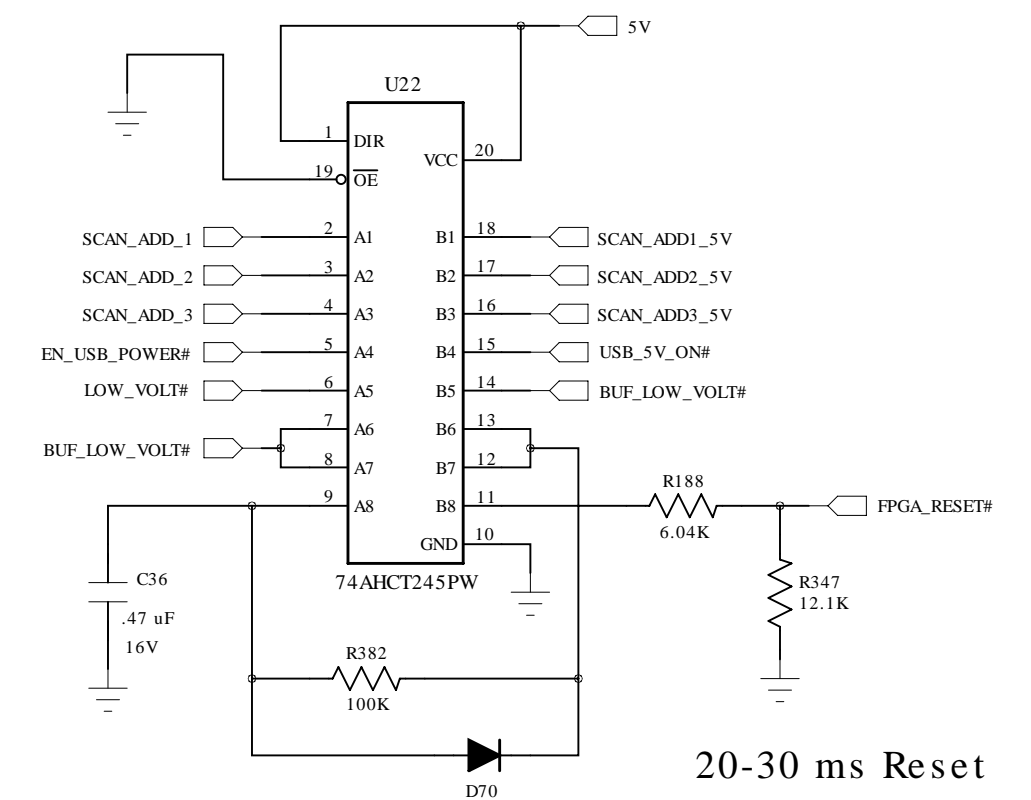 5V
U22
1 DIR
VCC 20
19 OE
SCAN_ADD_1 2 A1 B1 18 SCAN_ADD1_5V
SCAN_ADD_2 3 A2 B2 17 SCAN_ADD2_5V
SCAN_ADD_3 4 A3 B3 16 SCAN_ADD3_5V
EN_USB_POWER# 5 A4 B4 15 USB_5V_ON#
LOW_VOLT# 6 A5 B5 14 BUF_LOW_VOLT#
7 A6 B6 13
BUF_LOW_VOLT#
8 A7 B7 12
R188
9 A8 B8 11 FPGA_RESET#
6.04K
GND 10
74AHCT245PW
C36
.47 uF
16V
R347
12.1K
R382
100K
D70
20-30 ms Reset